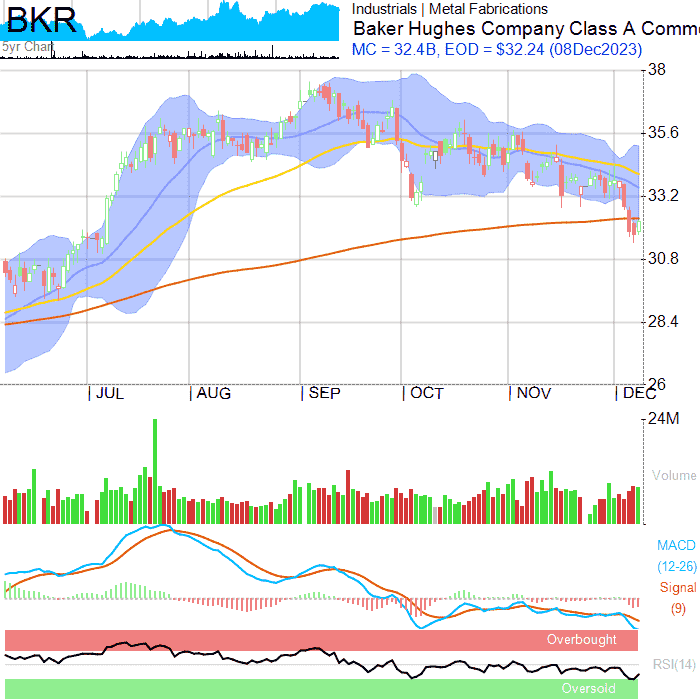 BKR
5yr Chart
Industrials | Metal Fabrications
Baker Hughes Company Class A Comm
MC = 32.4B, EOD = $32.24 (08Dec2023)
38
35.6
33.2
30.8
28.4
26
JUL AUG SEP OCT NOV DEC
24M
Volume
MACD
(12-26)
Signal
(9)
Overbought
RSI(14)
Oversold